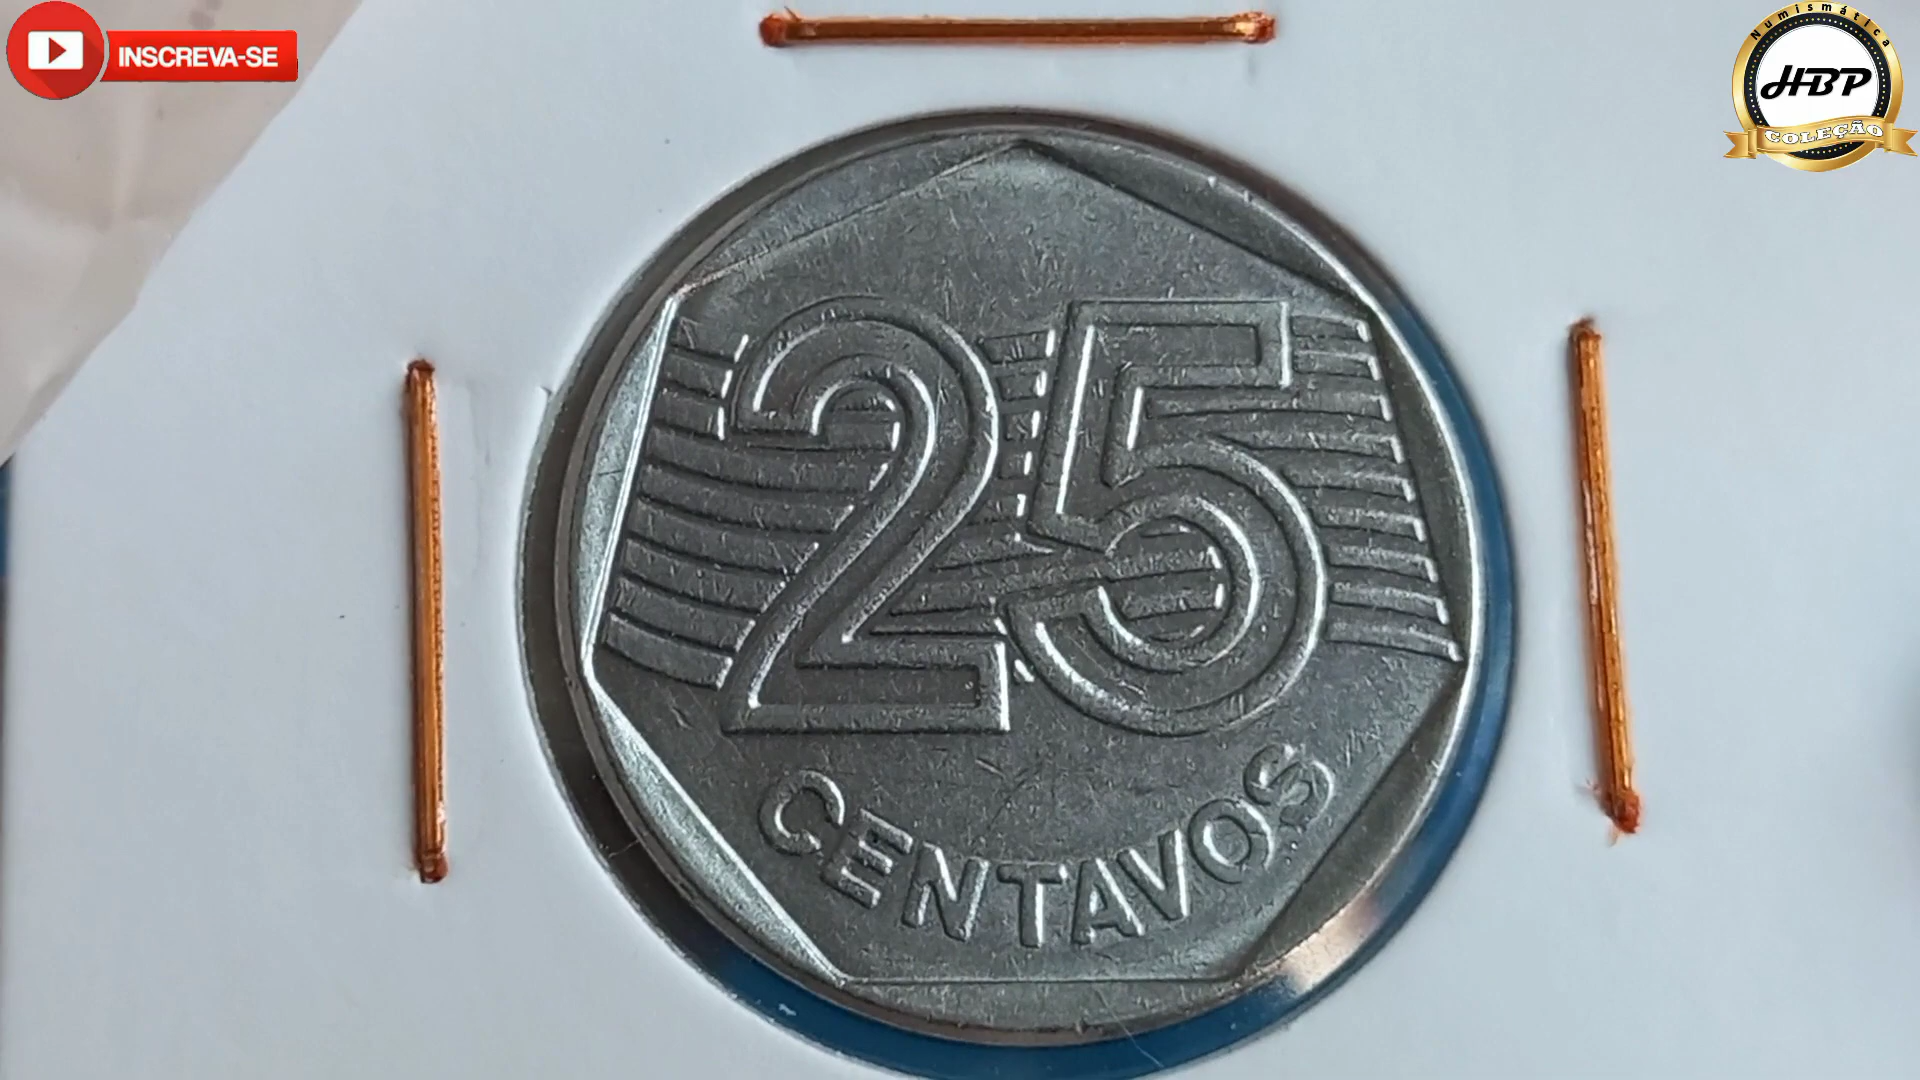 INSCREVA-SE
Numismática
HBP
COLEÇÃO
25
CENTAVOS